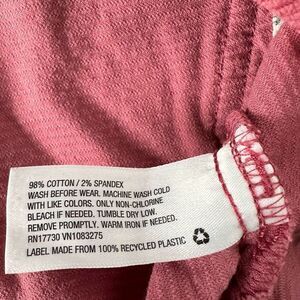 98% COTTON / 2% SPANDEX
WASH BEFORE WEAR. MACHINE WASH COLD
WITH LIKE COLORS. ONLY NON-CHLORINE
BLEACH IF NEEDED. TUMBLE DRY LOW.
REMOVE PROMPTLY. WARM IRON IF NEEDED.
RN17730 VN1083275
LABEL MADE FROM 100% RECYCLED PLASTIC